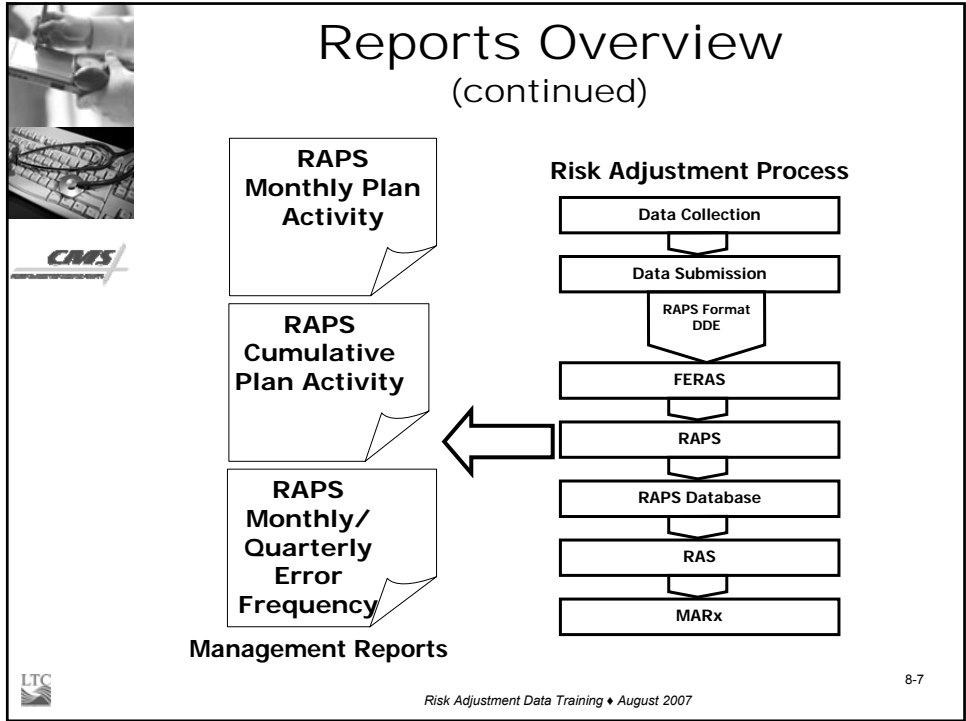 Reports Overview
(continued)
RAPS
Monthly Plan
Activity
RAPS
Cumulative
Plan Activity
RAPS
Monthly/
Quarterly
Error
Frequency
Management Reports
Risk Adjustment Process
Data Collection
Data Submission
RAPS Format
DDE
FERAS
RAPS
RAPS Database
RAS
MARx
CMS
LTC
Risk Adjustment Data Training ♦ August 2007
8-7